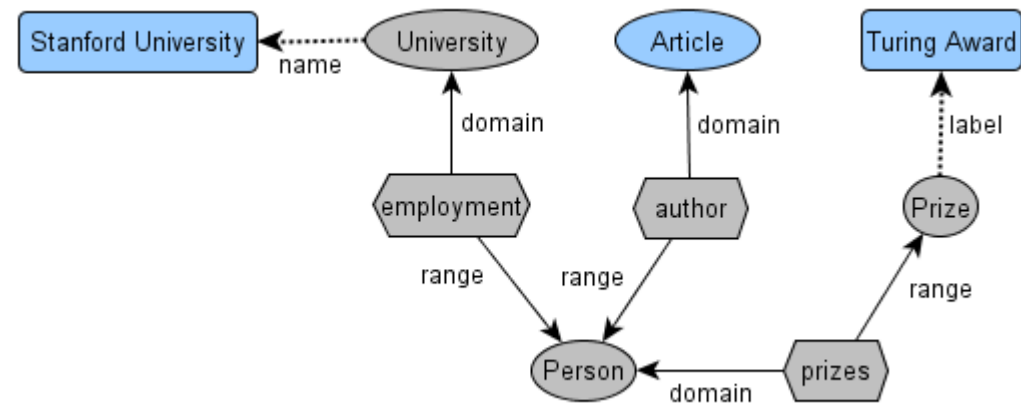 Stanford University
University
Article
Turing Award
name
domain
domain
label
employment
author
Prize
range
range
range
Person
domain
prizes